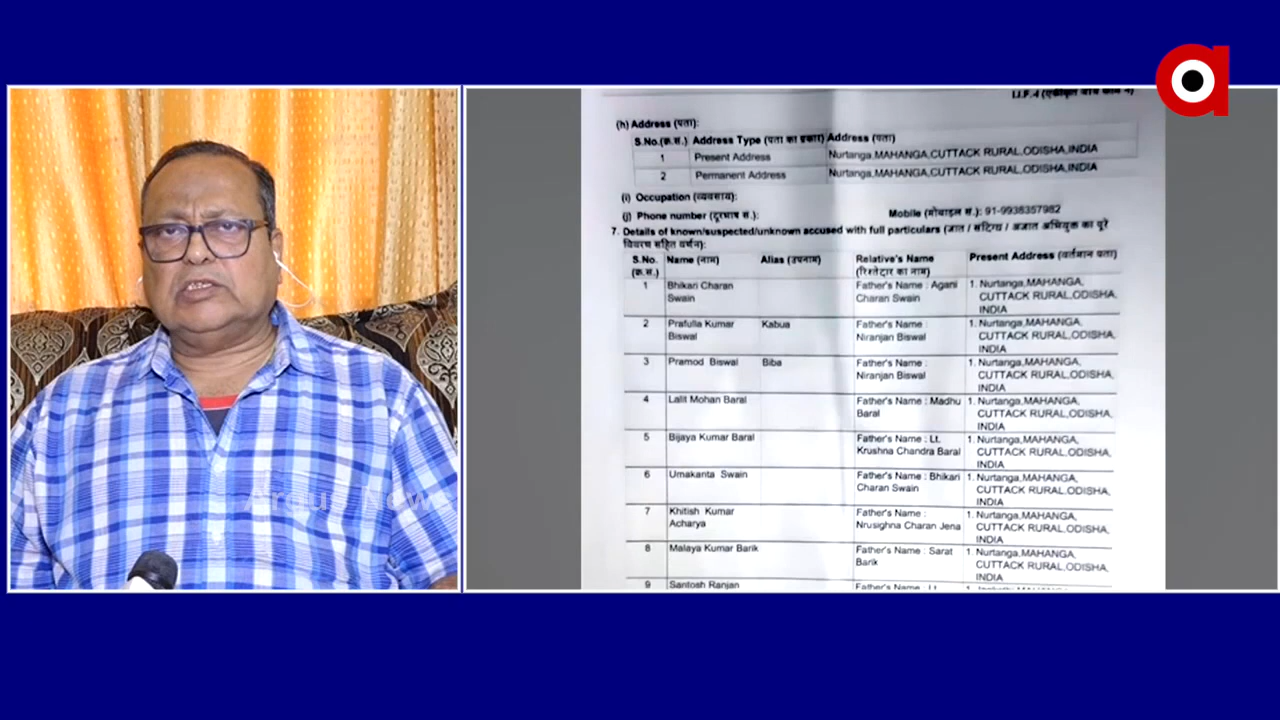 I.I.F.-I (एकीकृत जाँच फार्म-I)
(h) Address (पता):
S.No.(क्र.सं.) Address Type (पता का प्रकार) Address (पता)
1 Present Address Nurtanga,MAHANGA,CUTTACK RURAL,ODISHA,INDIA
2 Permanent Address Nurtanga,MAHANGA,CUTTACK RURAL,ODISHA,INDIA
(i) Occupation (व्यवसाय):
(j) Phone number (दूरभाष सं.): Mobile (मोबाईल सं.): 91-9938357982
7. Details of known/suspected/unknown accused with full particulars (ज्ञात / संदिग्ध / अज्ञात अभियुक्त का पूरे
विवरण सहित वर्णन):
S.No. Name (नाम) Alias (उपनाम) Relative's Name Present Address (वर्तमान पता)
(क्र.सं.) (रिश्तेदार का नाम)
1 Bhikari Charan Father's Name : Agani 1. Nurtanga,MAHANGA,
Swain Charan Swain CUTTACK RURAL,ODISHA,
INDIA
2 Prafulla Kumar Kabua Father's Name : 1. Nurtanga,MAHANGA,
Biswal Niranjan Biswal CUTTACK RURAL,ODISHA,
INDIA
3 Pramod Biswal Biba Father's Name : 1. Nurtanga,MAHANGA,
Niranjan Biswal CUTTACK RURAL,ODISHA,
INDIA
4 Lalit Mohan Baral Father's Name : Madhu 1. Nurtanga,MAHANGA,
Baral CUTTACK RURAL,ODISHA,
INDIA
5 Bijaya Kumar Baral Father's Name : Lt. 1. Nurtanga,MAHANGA,
Krushna Chandra Baral CUTTACK RURAL,ODISHA,
INDIA
6 Umakanta Swain Father's Name : Bhikari 1. Nurtanga,MAHANGA,
Charan Swain CUTTACK RURAL,ODISHA,
INDIA
7 Khitish Kumar Father's Name : 1. Nurtanga,MAHANGA,
Acharya Nrusighna Charan Jena CUTTACK RURAL,ODISHA,
INDIA
8 Malaya Kumar Barik Father's Name : Sarat 1. Nurtanga,MAHANGA,
Barik CUTTACK RURAL,ODISHA,
INDIA
9 Santosh Ranjan Father's Name : Lt. 1.
News